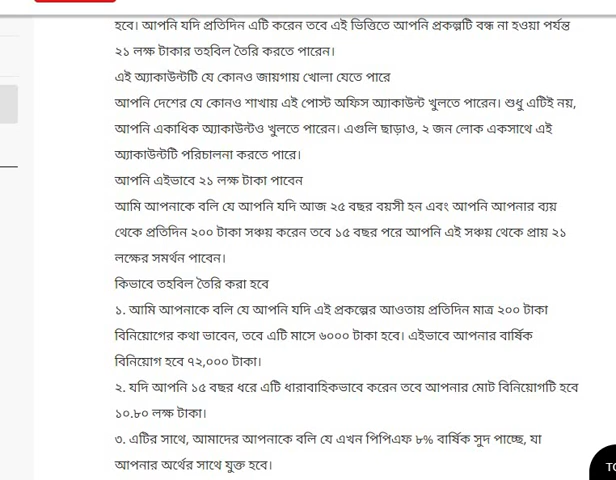 হবে। আপনি যদি প্রতিদিন এটি করেন তবে এই ভিত্তিতে আপনি প্রকল্পটি বন্ধ না হওয়া পর্যন্ত
২১ লক্ষ টাকার তহবিল তৈরি করতে পারেন।
এই অ্যাকাউন্টটি যে কোনও জায়গায় খোলা যেতে পারে
আপনি দেশের যে কোনও শাখায় এই পোস্ট অফিস অ্যাকাউন্ট খুলতে পারেন। শুধু এটিই নয়,
আপনি একাধিক অ্যাকাউন্টও খুলতে পারেন। এগুলি ছাড়াও, ২ জন লোক একসাথে এই
অ্যাকাউন্টটি পরিচালনা করতে পারে।
আপনি এইভাবে ২১ লক্ষ টাকা পাবেন
আমি আপনাকে বলি যে আপনি যদি আজ ২৫ বছর বয়সী হন এবং আপনি আপনার ব্যয়
থেকে প্রতিদিন ২০০ টাকা সঞ্চয় করেন তবে ১৫ বছর পরে আপনি এই সঞ্চয় থেকে প্রায় ২১
লক্ষের সমর্থন পাবেন।
কিভাবে তহবিল তৈরি করা হবে
১. আমি আপনাকে বলি যে আপনি যদি এই প্রকল্পের আওতায় প্রতিদিন মাত্র ২০০ টাকা
বিনিয়োগের কথা ভাবেন, তবে এটি মাসে ৬০০০ টাকা হবে। এইভাবে আপনার বার্ষিক
বিনিয়োগ হবে ৭২,০০০ টাকা।
২. যদি আপনি ১৫ বছর ধরে এটি ধারাবাহিকভাবে করেন তবে আপনার মোট বিনিয়োগটি হবে
১০.৮০ লক্ষ টাকা।
৩. এটির সাথে, আমাদের আপনাকে বলি যে এখন পিপিএফ ৮% বার্ষিক সুদ পাচ্ছে, যা
আপনার অর্থের সাথে যুক্ত হবে।